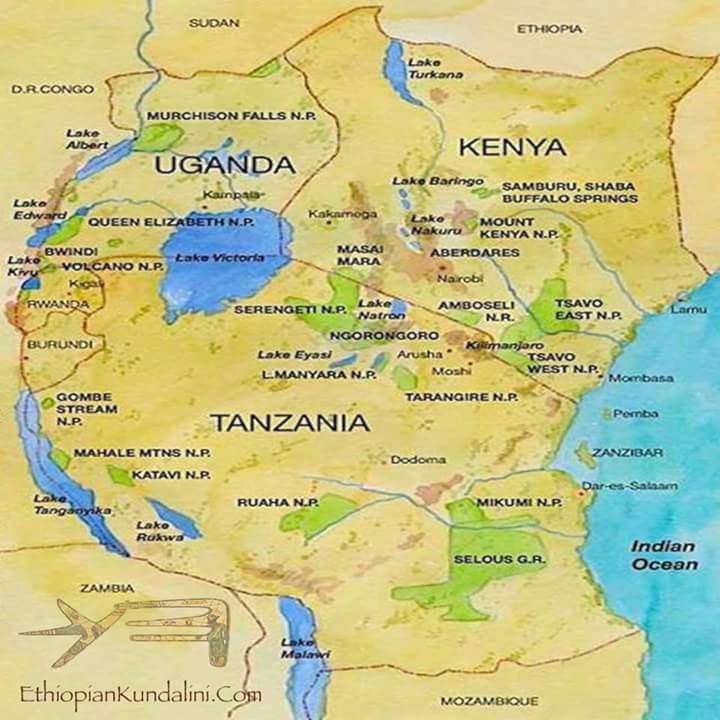 SUDAN
ETHIOPIA
Lake
Turkana
D.R.CONGO
MURCHISON FALLS N.P.
Lake
Albert
KENYA
UGANDA
Lake Baringo
SAMBURU, SHABA
BUFFALO SPRINGS
Kampala
Lake
Edward
Kakamega
QUEEN ELIZABETH N.P.
Lake
Nakuru
MOUNT
KENYA N.P.
BWINDI
Lake
Kivu
VOLCANO N.P.
Lake Victoria
MASAI
MARA
ABERDARES
Kigali
Nairobi
RWANDA
SERENGETI N.P.
Lake
Natron
AMBOSELI
N.R.
TSAVO
EAST N.P.
Lamu
NGORONGORO
BURUNDI
Lake Eyasi
Arusha
Kilimanjaro
L.MANYARA N.P.
Moshi
TSAVO
WEST N.P.
Mombasa
GOMBE
STREAM
N.P.
TARANGIRE N.P.
TANZANIA
Pemba
MAHALE MTNS N.P.
Dodoma
ZANZIBAR
KATAVI N.P.
Dar-es-Salaam
Lake
Tanganyika
RUAHA N.P.
MIKUMI N.P.
Lake
Rukwa
SELOUS G.R.
Indian
Ocean
ZAMBIA
Lake
Malawi
EthiopianKundalini.Com
MOZAMBIQUE